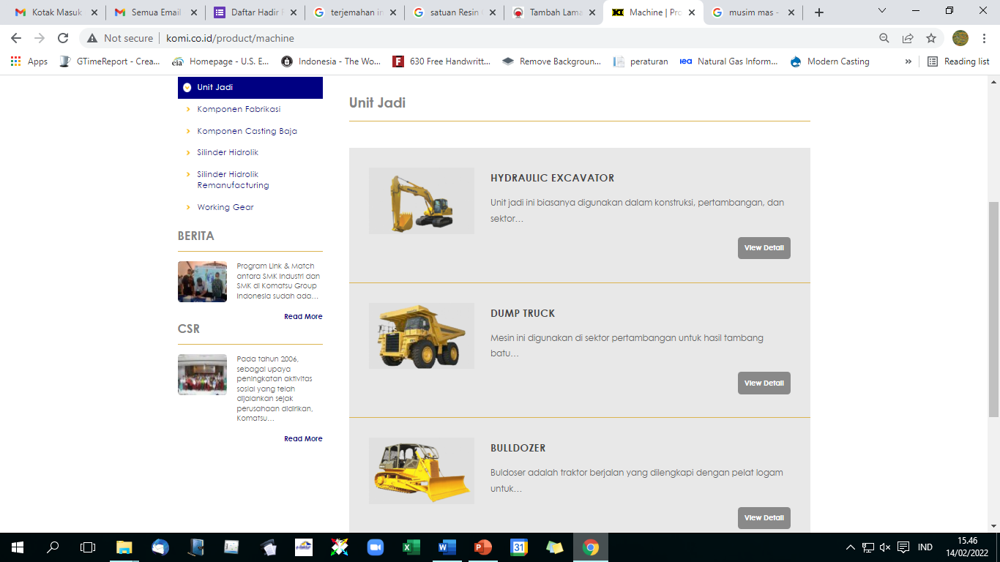 Kotak Masuk
Semua Email
Daftar Hadir
terjemahan in
satuan Resin
Tambah Lama
Machine | Pro
musim mas -
Not secure
komi.co.id/product/machine
Apps
GTimeReport - Crea...
eia
Homepage - U.S. E...
Indonesia - The Wo...
630 Free Handwritt...
Remove Backgroun...
peraturan
iea
Natural Gas Inform...
Modern Casting
»
Reading list
Unit Jadi
Komponen Fabrikasi
Komponen Casting Baja
Silinder Hidrolik
Silinder Hidrolik
Remanufacturing
Working Gear
BERITA
Program Link & Match
antara SMK Industri dan
SMK di Komatsu Group
Indonesia sudah ada...
Read More
CSR
Pada tahun 2006,
sebagai upaya
peningkatan aktivitas
sosial yang telah
dijalankan sejak
perusahaan didirikan,
Komatsu...
Read More
Unit Jadi
HYDRAULIC EXCAVATOR
Unit jadi ini biasanya digunakan dalam konstruksi, pertambangan, dan
sektor...
View Detail
DUMP TRUCK
Mesin ini digunakan di sektor pertambangan untuk hasil tambang
batu...
View Detail
BULLDOZER
Buldoser adalah traktor berjalan yang dilengkapi dengan pelat logam
untuk...
View Detail
31
IND
15.46
14/02/2022